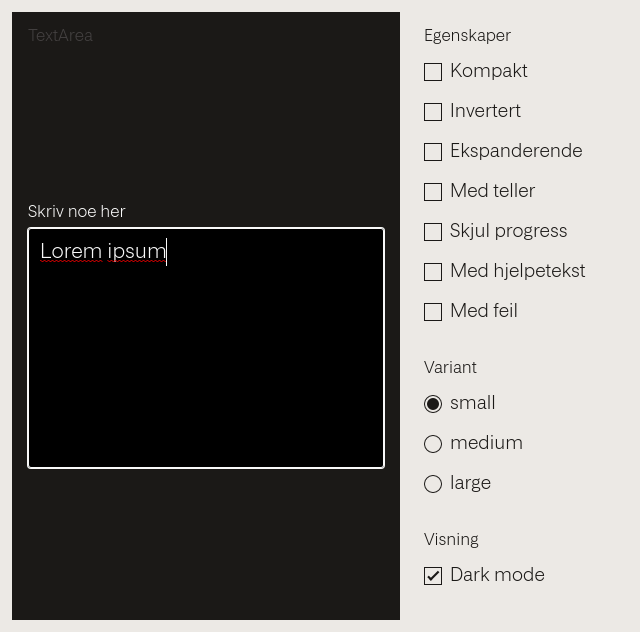 TextArea
Skriv noe her
Lorem ipsum
Egenskaper
Kompakt
Invertert
Ekspanderende
Med teller
Skjul progress
Med hjelpetekst
Med feil
Variant
small
medium
large
Visning
Dark mode